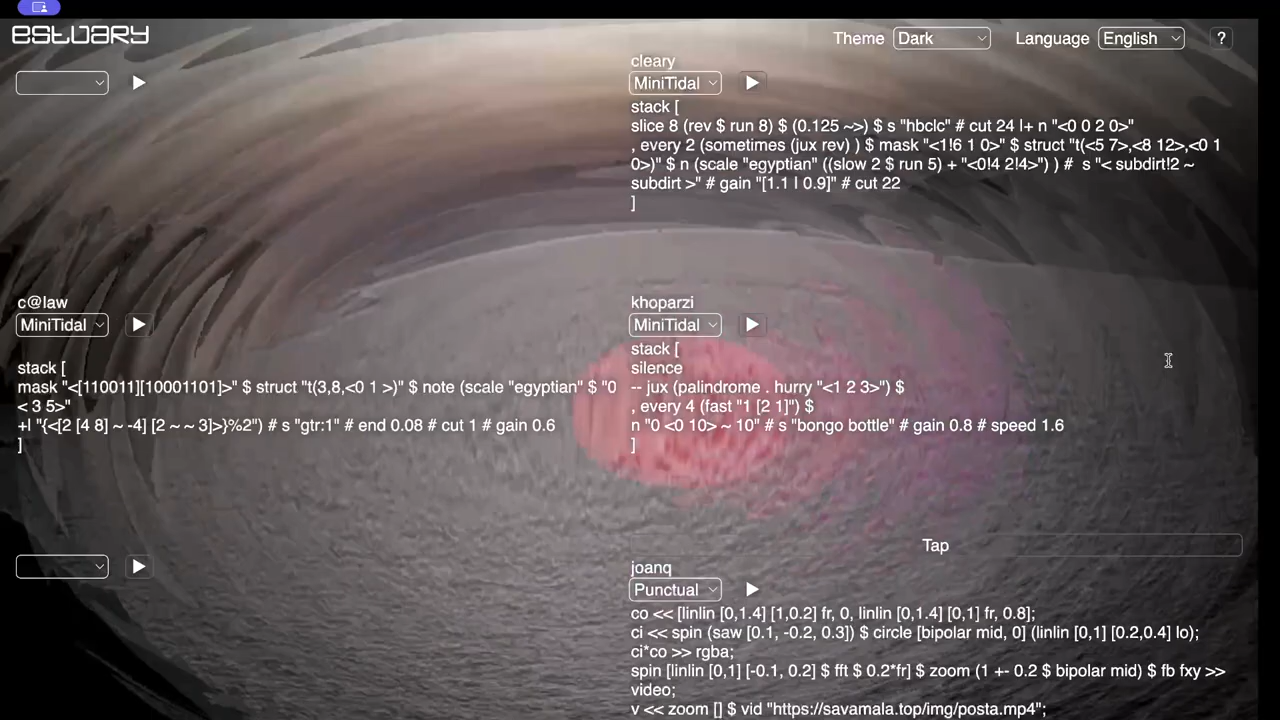 estuary
Theme Dark Language English ?
cleary
MiniTidal
stack [
slice 8 (rev $ run 8) $ (0.125 ~>) $ s "hbclc" # cut 24 |+ n "<0 0 2 0>"
, every 2 (sometimes (jux rev) ) $ mask "<1!6 1 0>" $ struct "t(<5 7>,<8 12>,<0 1
0>)" $ n (scale "egyptian" ((slow 2 $ run 5) + "<0!4 2!4>") ) # s "< subdirt!2 ~
subdirt >" # gain "[1.1 | 0.9]" # cut 22
]
c@law
MiniTidal
stack [
mask "<[110011][10001101]>" $ struct "t(3,8,<0 1 >)" $ note (scale "egyptian" $ "0
< 3 5>"
+| "{<[2 [4 8] ~ -4] [2 ~ ~ 3]>}%2") # s "gtr:1" # end 0.08 # cut 1 # gain 0.6
]
khoparzi
MiniTidal
stack [
silence
-- jux (palindrome . hurry "<1 2 3>") $
, every 4 (fast "1 [2 1]") $
n "0 <0 10> ~ 10" # s "bongo bottle" # gain 0.8 # speed 1.6
]
Tap
joanq
Punctual
co << [linlin [0,1.4] [1,0.2] fr, 0, linlin [0,1.4] [0,1] fr, 0.8];
ci << spin (saw [0.1, -0.2, 0.3]) $ circle [bipolar mid, 0] (linlin [0,1] [0.2,0.4] lo);
ci*co >> rgba;
spin [linlin [0,1] [-0.1, 0.2] $ fft $ 0.2*fr] $ zoom (1 +- 0.2 $ bipolar mid) $ fb fxy >>
video;
v << zoom [] $ vid "https://savamala.top/img/posta.mp4";